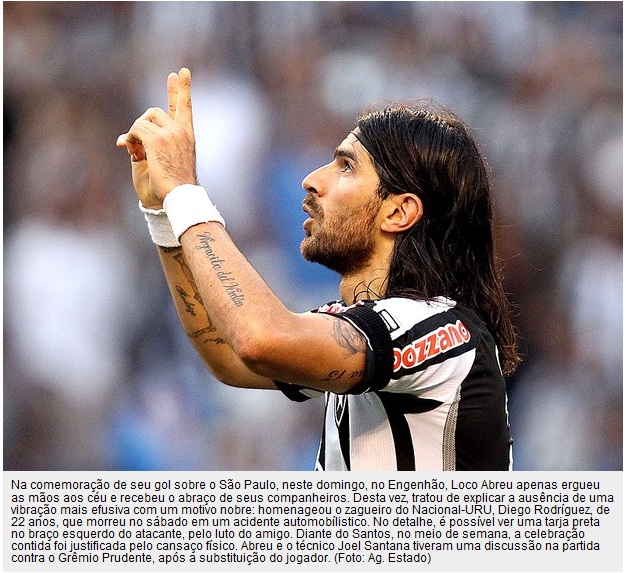 Virgencita del Verdún
BOZZANO
Na comemoração de seu gol sobre o São Paulo, neste domingo, no Engenhão, Loco Abreu apenas ergueu
as mãos aos céu e recebeu o abraço de seus companheiros. Desta vez, tratou de explicar a ausência de uma
vibração mais efusiva com um motivo nobre: homenageou o zagueiro do Nacional-URU, Diego Rodríguez, de
22 anos, que morreu no sábado em um acidente automobilístico. No detalhe, é possível ver uma tarja preta
no braço esquerdo do atacante, pelo luto do amigo. Diante do Santos, no meio de semana, a celebração
contida foi justificada pelo cansaço físico. Abreu e o técnico Joel Santana tiveram uma discussão na partida
contra o Grêmio Prudente, após a substituição do jogador. (Foto: Ag. Estado)